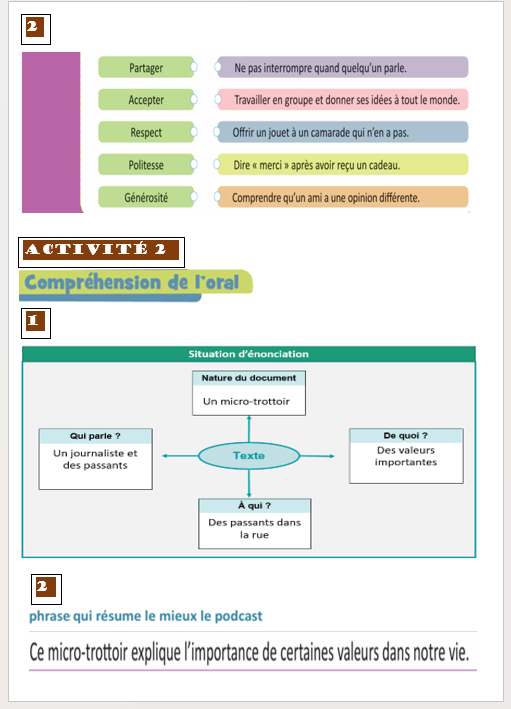 2
Partager Ne pas interrompre quand quelqu'un parle.
Accepter Travailler en groupe et donner ses idées à tout le monde.
Respect Offrir un jouet à un camarade qui n'en a pas.
Politesse Dire « merci » après avoir reçu un cadeau.
Générosité Comprendre qu'un ami a une opinion différente.
ACTIVITÉ 2
Compréhension de l'oral
1
Situation d'énonciation
Nature du document
Un micro-trottoir
Qui parle ?
Un journaliste et
des passants
Texte
De quoi ?
Des valeurs
importantes
À qui ?
Des passants dans
la rue
2
phrase qui résume le mieux le podcast
Ce micro-trottoir explique l'importance de certaines valeurs dans notre vie.